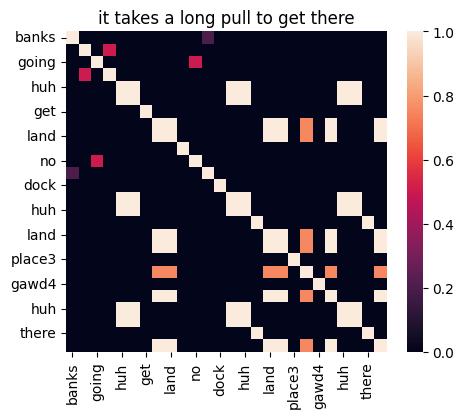 it takes a long pull to get there
banks
going
huh
get
land
no
dock
huh
land
place3
gawd4
huh
there
1.0
0.8
0.6
0.4
0.2
0.0
banks
going
huh
get
land
no
dock
huh
land
place3
gawd4
huh
there